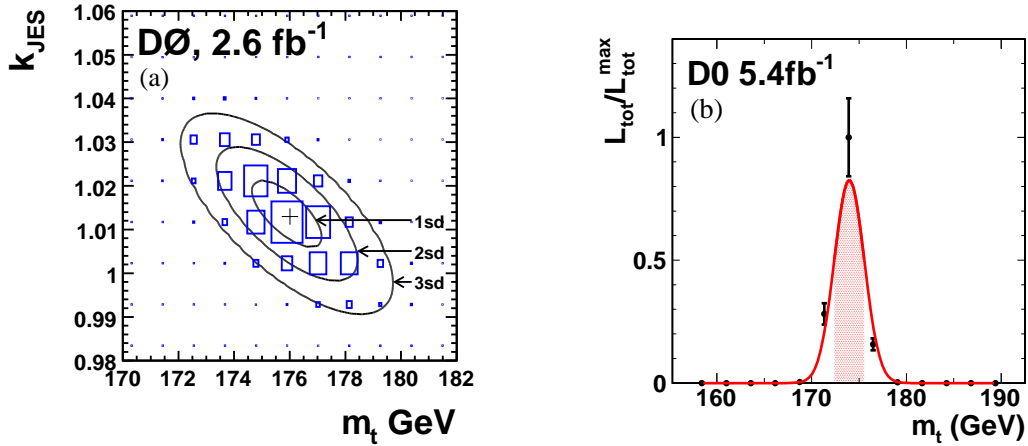 1.06
1.05
1.04
1.03
1.02
1.01
1
0.99
0.98
k_JES
DØ, 2.6 fb⁻¹
(a)
1sd
2sd
3sd
170 172 174 176 178 180 182
m_t GeV
L_tot/L_tot^max
D0 5.4fb⁻¹
(b)
1
0.5
0
160 170 180 190
m_t (GeV)